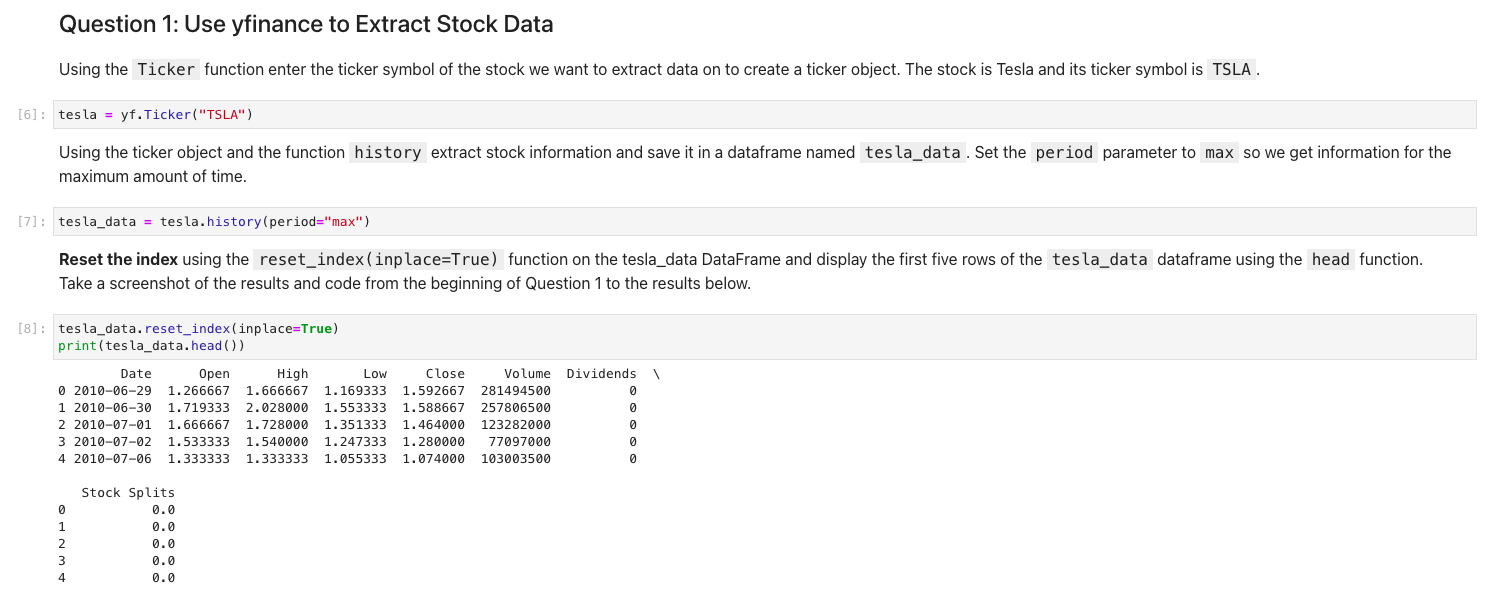 Question 1: Use yfinance to Extract Stock Data
Using the Ticker function enter the ticker symbol of the stock we want to extract data on to create a ticker object. The stock is Tesla and its ticker symbol is TSLA .
[6]: tesla = yf.Ticker("TSLA")
Using the ticker object and the function history extract stock information and save it in a dataframe named tesla_data . Set the period parameter to max so we get information for the
maximum amount of time.
[7]: tesla_data = tesla.history(period="max")
Reset the index using the reset_index(inplace=True) function on the tesla_data DataFrame and display the first five rows of the tesla_data dataframe using the head function.
Take a screenshot of the results and code from the beginning of Question 1 to the results below.
[8]: tesla_data.reset_index(inplace=True)
print(tesla_data.head())
        Date      Open      High       Low     Close     Volume  Dividends  \
0 2010-06-29  1.266667  1.666667  1.169333  1.592667  281494500          0
1 2010-06-30  1.719333  2.028000  1.553333  1.588667  257806500          0
2 2010-07-01  1.666667  1.728000  1.351333  1.464000  123282000          0
3 2010-07-02  1.533333  1.540000  1.247333  1.280000   77097000          0
4 2010-07-06  1.333333  1.333333  1.055333  1.074000  103003500          0
   Stock Splits
0           0.0
1           0.0
2           0.0
3           0.0
4           0.0